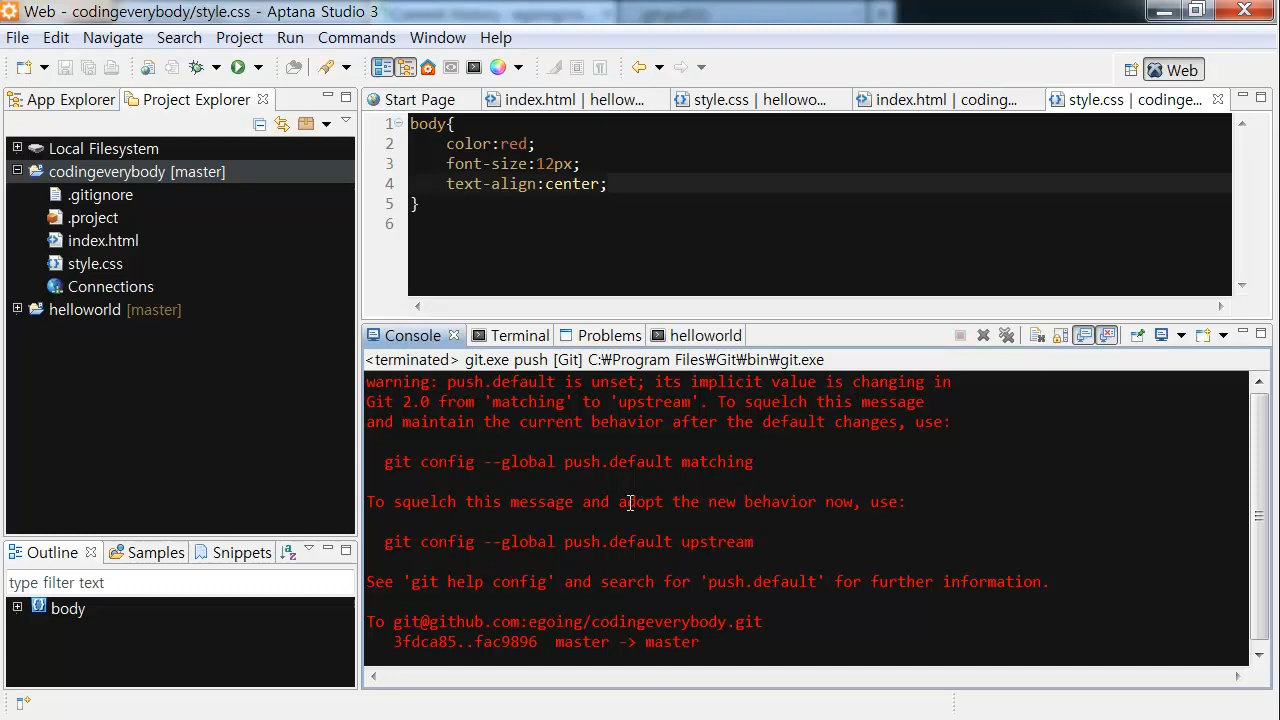 Web - codingeverybody/style.css - Aptana Studio 3
File Edit Navigate Search Project Run Commands Window Help
Web
App Explorer Project Explorer
Start Page index.html | hellow... style.css | hellowo... index.html | coding... style.css | codinge...
Local Filesystem
codingeverybody [master]
.gitignore
.project
index.html
style.css
Connections
helloworld [master]
1 body{
2 color:red;
3 font-size:12px;
4 text-align:center;
5 }
6
Console Terminal Problems helloworld
<terminated> git.exe push [Git] C:₩Program Files₩Git₩bin₩git.exe
warning: push.default is unset; its implicit value is changing in
Git 2.0 from 'matching' to 'upstream'. To squelch this message
and maintain the current behavior after the default changes, use:
git config --global push.default matching
To squelch this message and adopt the new behavior now, use:
git config --global push.default upstream
See 'git help config' and search for 'push.default' for further information.
To git@github.com:egoing/codingeverybody.git
3fdca85..fac9896 master -> master
Outline Samples Snippets
type filter text
body